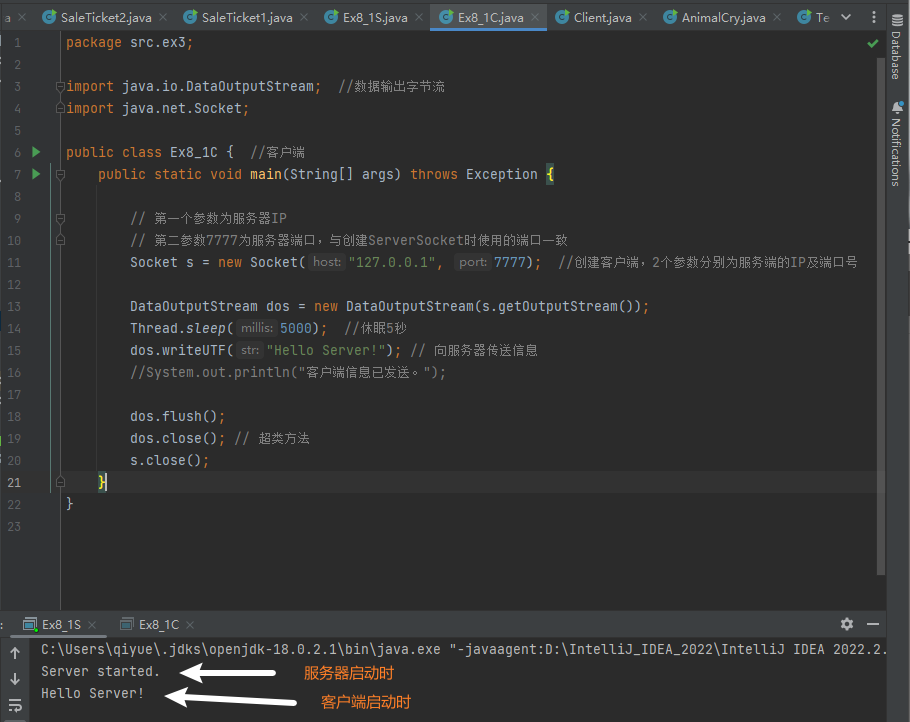 a
SaleTicket2.java
SaleTicket1.java
Ex8_1S.java
Ex8_1C.java
Client.java
AnimalCry.java
Te
Database
Notifications
1 package src.ex3;
2
3 import java.io.DataOutputStream;  //数据输出字节流
4 import java.net.Socket;
5
6 public class Ex8_1C {  //客户端
7 public static void main(String[] args) throws Exception {
8
9 // 第一个参数为服务器IP
10 // 第二参数7777为服务器端口，与创建ServerSocket时使用的端口一致
11 Socket s = new Socket( host: "127.0.0.1",  port: 7777);  //创建客户端，2个参数分别为服务端的IP及端口号
12
13 DataOutputStream dos = new DataOutputStream(s.getOutputStream());
14 Thread.sleep( millis: 5000);  //休眠5秒
15 dos.writeUTF( str: "Hello Server!"); // 向服务器传送信息
16 //System.out.println("客户端信息已发送。");
17
18 dos.flush();
19 dos.close(); // 超类方法
20 s.close();
21 }
22 }
23
Ex8_1S
Ex8_1C
C:\Users\qiyue\.jdks\openjdk-18.0.2.1\bin\java.exe "-javaagent:D:\IntelliJ_IDEA_2022\IntelliJ IDEA 2022.2.
Server started.
服务器启动时
Hello Server!
客户端启动时